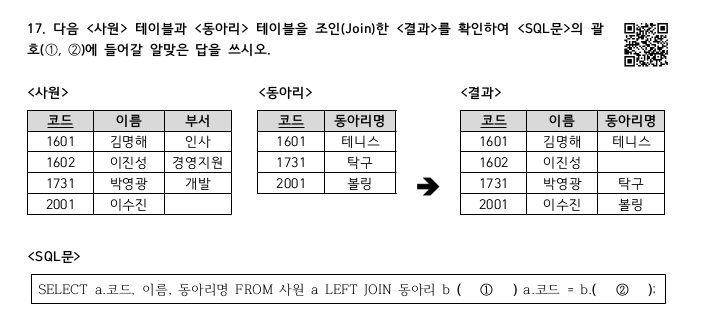 17. 다음 <사원> 테이블과 <동아리> 테이블을 조인(Join)한 <결과>를 확인하여 <SQL문>의 괄
호(①, ②)에 들어갈 알맞은 답을 쓰시오.
<사원>
코드 이름 부서
1601 김명해 인사
1602 이진성 경영지원
1731 박영광 개발
2001 이수진
<동아리>
코드 동아리명
1601 테니스
1731 탁구
2001 볼링
<결과>
코드 이름 동아리명
1601 김명해 테니스
1602 이진성
1731 박영광 탁구
2001 이수진 볼링
<SQL문>
SELECT a.코드, 이름, 동아리명 FROM 사원 a LEFT JOIN 동아리 b ( ① ) a.코드 = b.( ② );